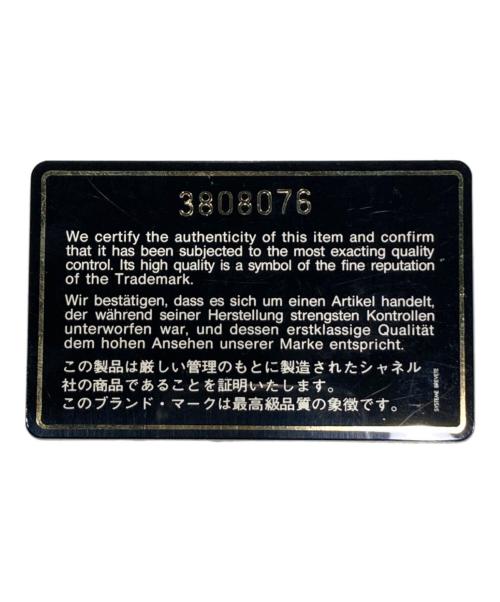 3808076
We certify the authenticity of this item and confirm
that it has been subjected to the most exacting quality
control. Its high quality is a symbol of the fine reputation
of the Trademark.
Wir bestätigen, dass es sich um einen Artikel handelt,
der während seiner Herstellung strengsten Kontrollen
unterworfen war, und dessen erstklassige Qualität
dem hohen Ansehen unserer Marke entspricht.
この製品は厳しい管理のもとに製造されたシャネル
社の商品であることを証明いたします。
このブランド・マークは最高級品質の象徴です。
SYSTEME BREVETE